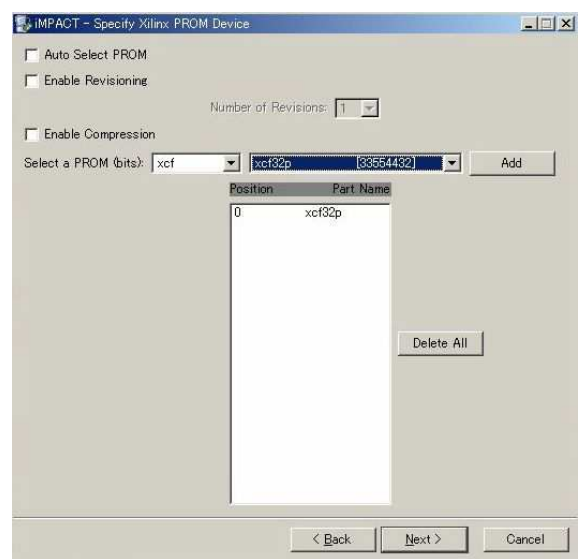 iMPACT - Specify Xilinx PROM Device
Auto Select PROM
Enable Revisioning
Number of Revisions: 1
Enable Compression
Select a PROM (bits): xcf xcf32p [33554432] Add
Position Part Name
0 xcf32p
Delete All
< Back Next > Cancel